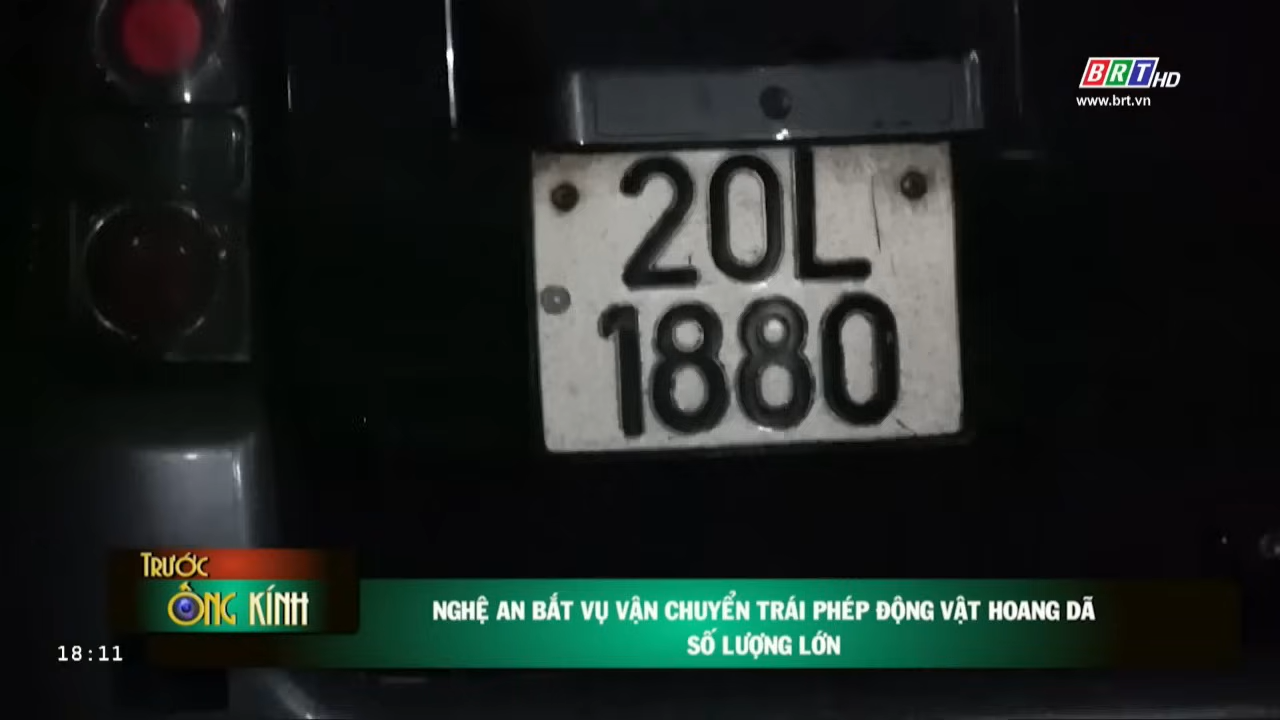 BRT HD
www.brt.vn
20L
1880
TRƯỚC
ỐNG KÍNH
NGHỆ AN BẮT VỤ VẬN CHUYỂN TRÁI PHÉP ĐỘNG VẬT HOANG DÃ
SỐ LƯỢNG LỚN
18:11